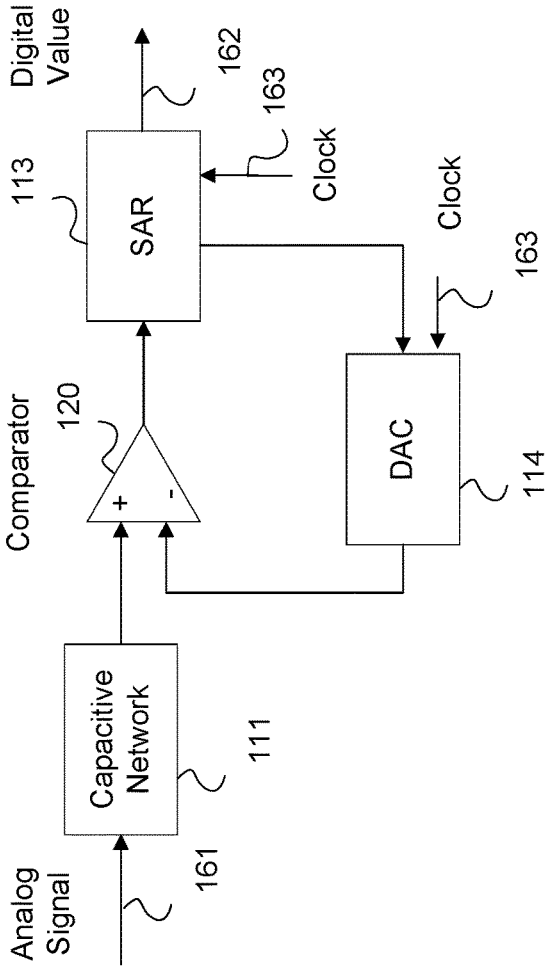 Analog
Signal
161
Capacitive
Network
111
Comparator
120
+
-
SAR
113
Digital
Value
162
163
Clock
DAC
114
Clock
163